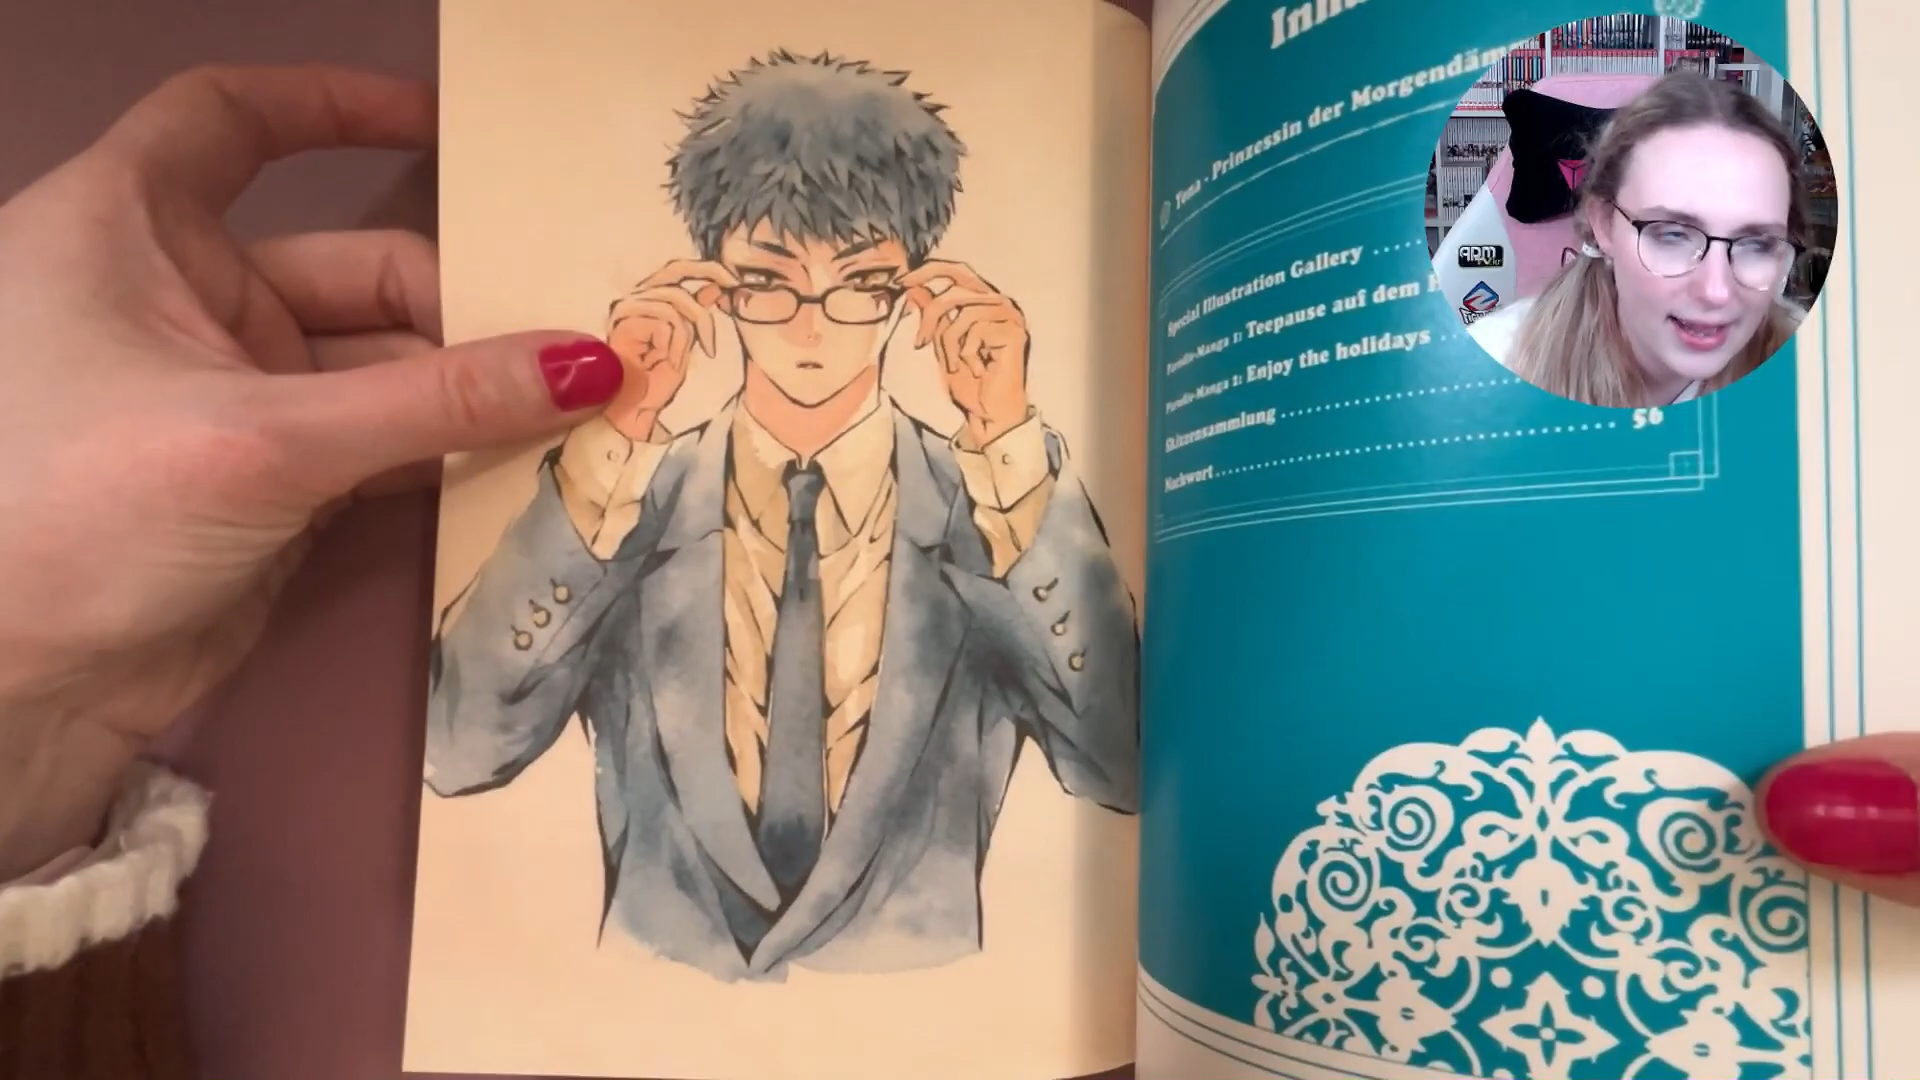 Yona - Prinzessin der Morgendäm
Special Illustration Gallery ....
Parodie-Manga 1: Teepause auf dem
Parodie-Manga 2: Enjoy the holidays ..
Skizzensammlung ..................
Nachwort .............................. 56